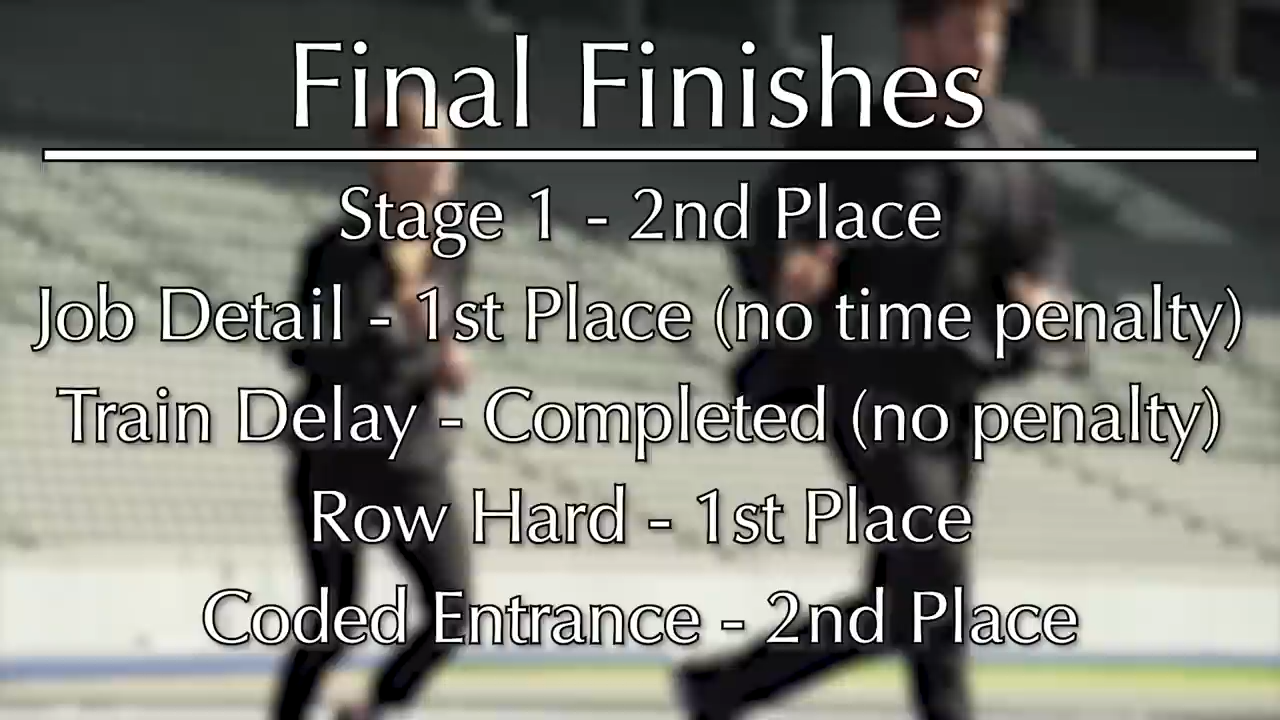 Final Finishes
Stage 1 - 2nd Place
Job Detail - 1st Place (no time penalty)
Train Delay - Completed (no penalty)
Row Hard - 1st Place
Coded Entrance - 2nd Place